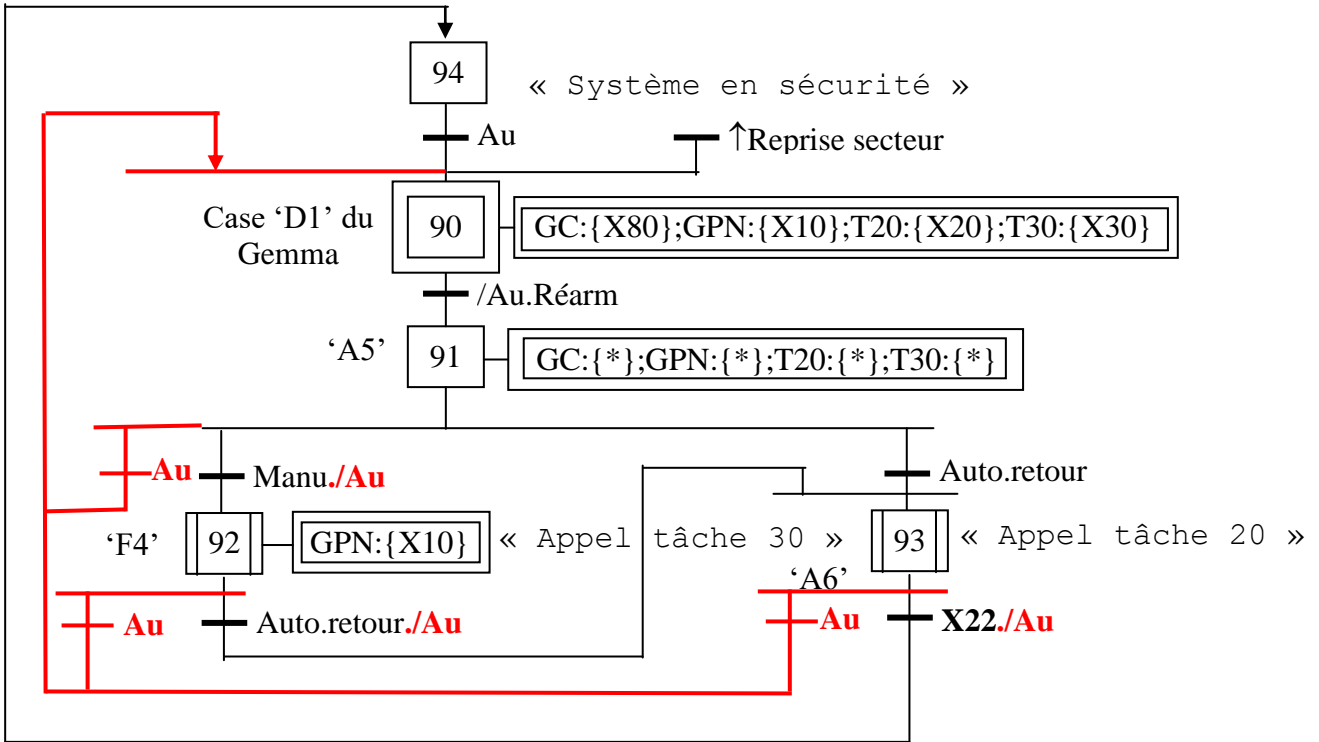 94
« Système en sécurité »
Au
↑Reprise secteur
Case ‘D1’ du
Gemma
90
GC:{X80};GPN:{X10};T20:{X20};T30:{X30}
/Au.Réarm
‘A5’
91
GC:{*};GPN:{*};T20:{*};T30:{*}
Au
Manu./Au
Auto.retour
‘F4’
92
GPN:{X10}
« Appel tâche 30 »
93
« Appel tâche 20 »
‘A6’
Au
Auto.retour./Au
Au
X22./Au